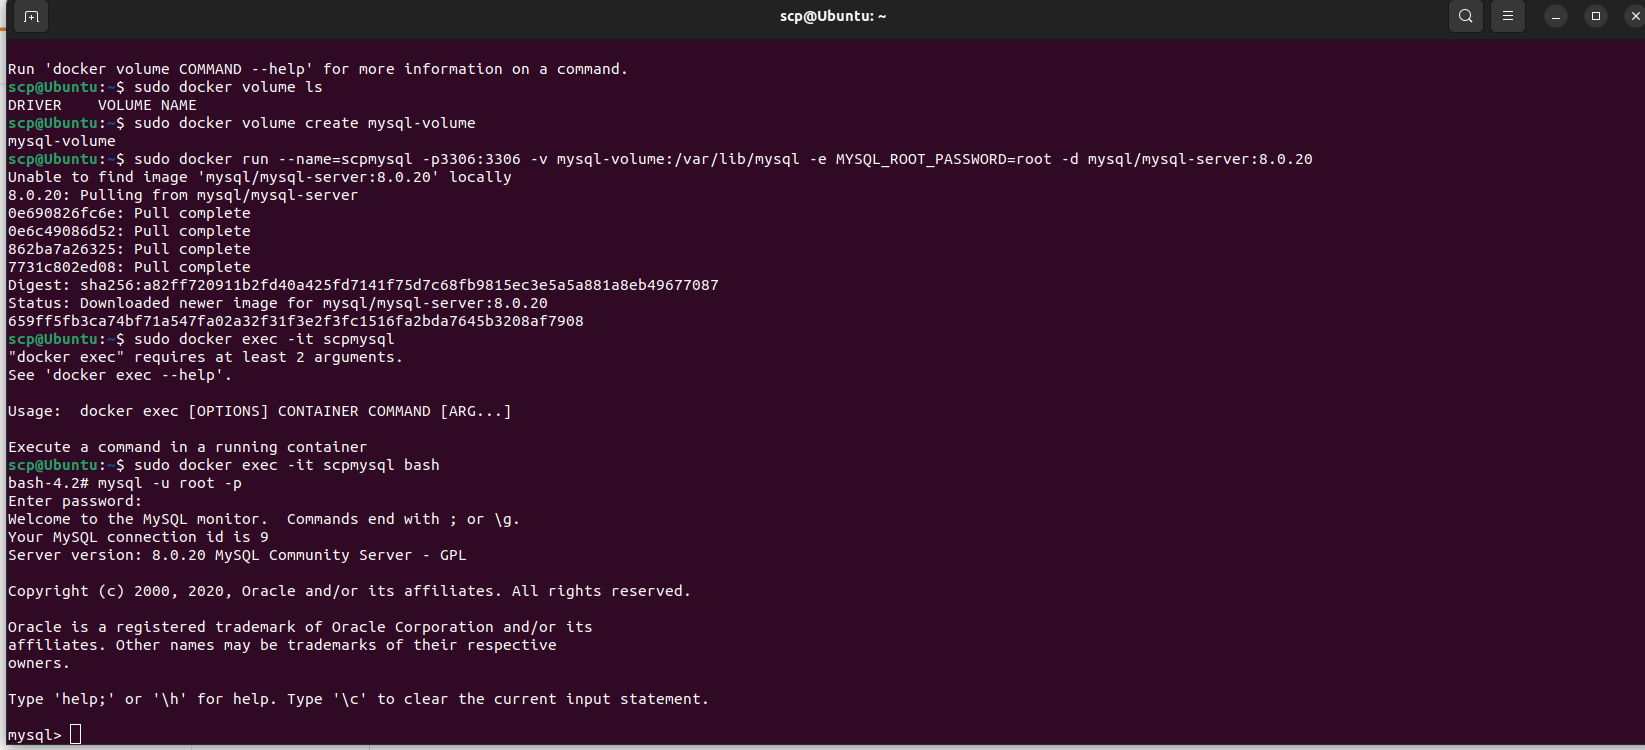 scp@Ubuntu: ~
Run 'docker volume COMMAND --help' for more information on a command.
scp@Ubuntu:~$ sudo docker volume ls
DRIVER    VOLUME NAME
scp@Ubuntu:~$ sudo docker volume create mysql-volume
mysql-volume
scp@Ubuntu:~$ sudo docker run --name=scpmysql -p3306:3306 -v mysql-volume:/var/lib/mysql -e MYSQL_ROOT_PASSWORD=root -d mysql/mysql-server:8.0.20
Unable to find image 'mysql/mysql-server:8.0.20' locally
8.0.20: Pulling from mysql/mysql-server
0e690826fc6e: Pull complete
0e6c49086d52: Pull complete
862ba7a26325: Pull complete
7731c802ed08: Pull complete
Digest: sha256:a82ff720911b2fd40a425fd7141f75d7c68fb9815ec3e5a5a881a8eb49677087
Status: Downloaded newer image for mysql/mysql-server:8.0.20
659ff5fb3ca74bf71a547fa02a32f31f3e2f3fc1516fa2bda7645b3208af7908
scp@Ubuntu:~$ sudo docker exec -it scpmysql
"docker exec" requires at least 2 arguments.
See 'docker exec --help'.
Usage:  docker exec [OPTIONS] CONTAINER COMMAND [ARG...]
Execute a command in a running container
scp@Ubuntu:~$ sudo docker exec -it scpmysql bash
bash-4.2# mysql -u root -p
Enter password:
Welcome to the MySQL monitor.  Commands end with ; or \g.
Your MySQL connection id is 9
Server version: 8.0.20 MySQL Community Server - GPL
Copyright (c) 2000, 2020, Oracle and/or its affiliates. All rights reserved.
Oracle is a registered trademark of Oracle Corporation and/or its
affiliates. Other names may be trademarks of their respective
owners.
Type 'help;' or '\h' for help. Type '\c' to clear the current input statement.
mysql>